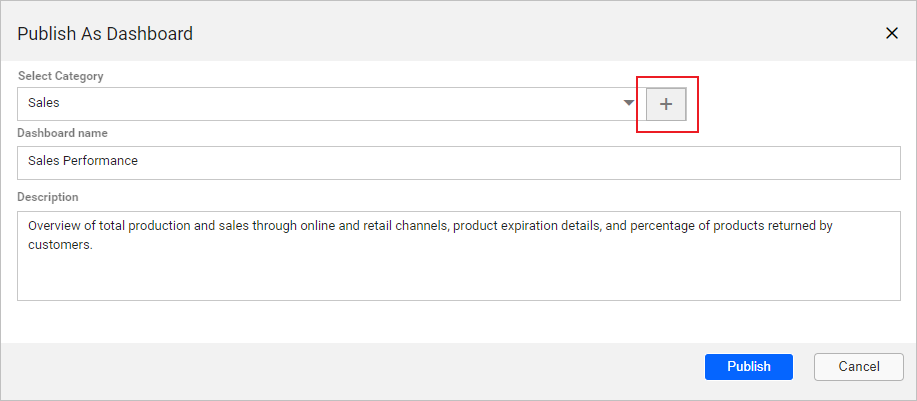 Publish As Dashboard
Select Category
Sales
Dashboard name
Sales Performance
Description
Overview of total production and sales through online and retail channels, product expiration details, and percentage of products returned by
customers.
Publish
Cancel